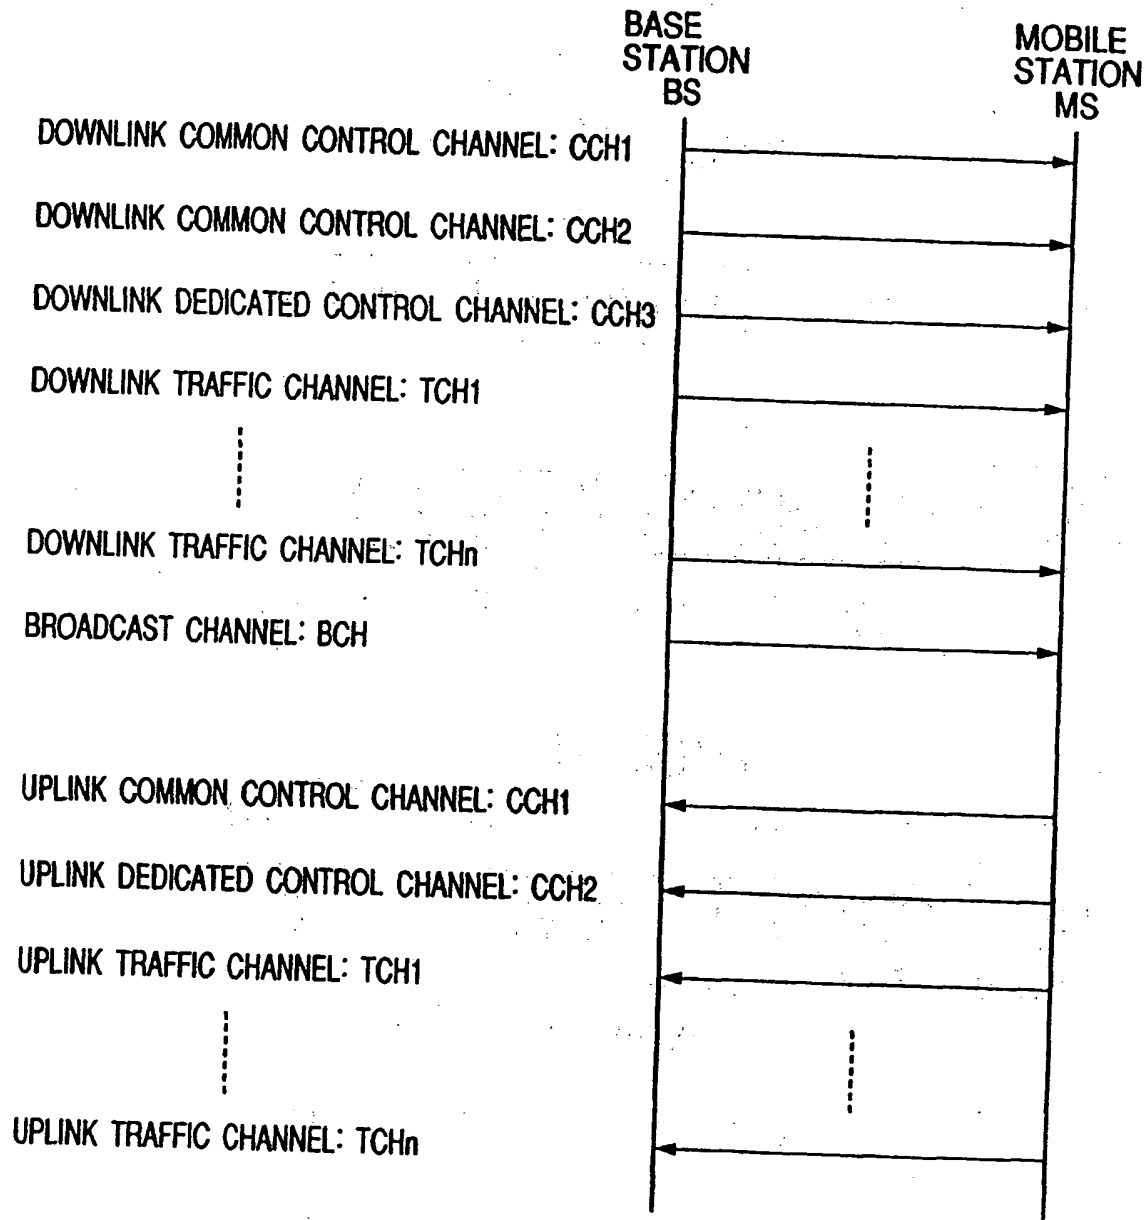 BASE
STATION
BS
MOBILE
STATION
MS
DOWNLINK COMMON CONTROL CHANNEL: CCH1
DOWNLINK COMMON CONTROL CHANNEL: CCH2
DOWNLINK DEDICATED CONTROL CHANNEL: CCH3
DOWNLINK TRAFFIC CHANNEL: TCH1
DOWNLINK TRAFFIC CHANNEL: TCHn
BROADCAST CHANNEL: BCH
UPLINK COMMON CONTROL CHANNEL: CCH1
UPLINK DEDICATED CONTROL CHANNEL: CCH2
UPLINK TRAFFIC CHANNEL: TCH1
UPLINK TRAFFIC CHANNEL: TCHn